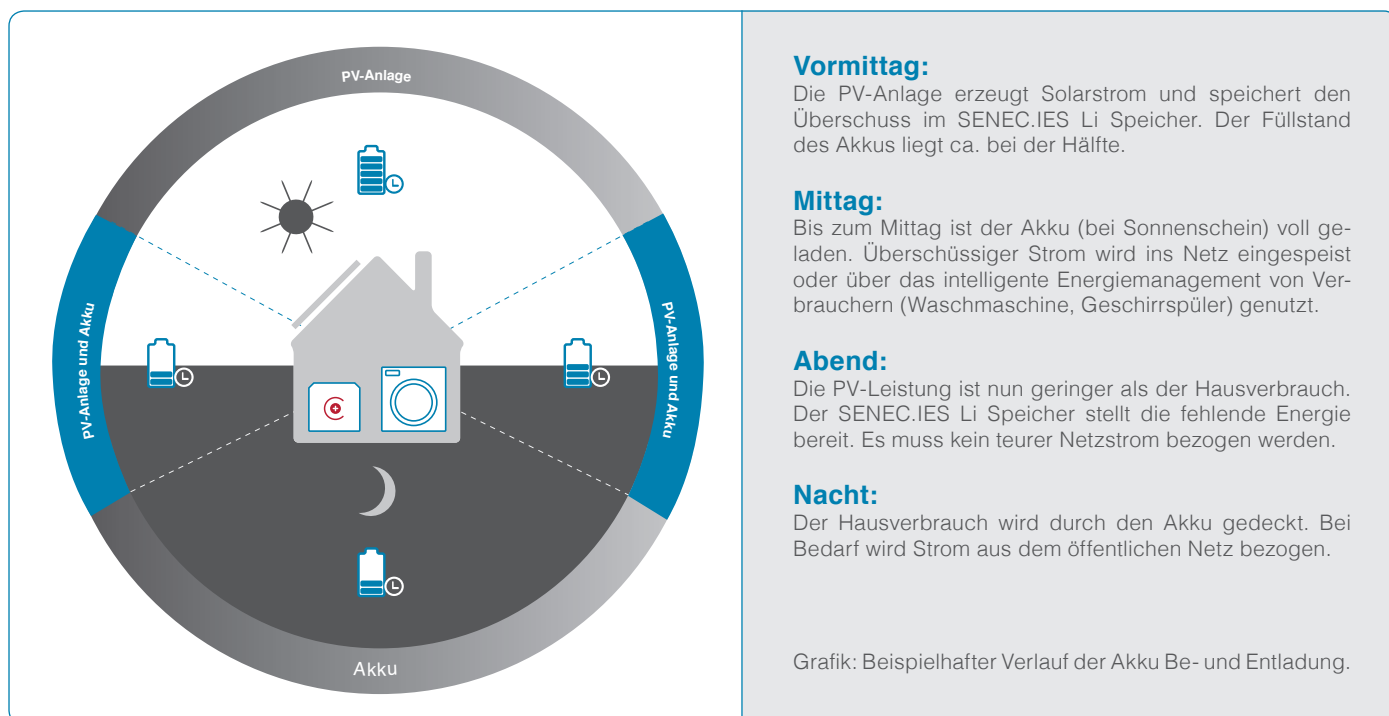 PV-Anlage
PV-Anlage und Akku
PV-Anlage und Akku
Akku
Vormittag:
Die PV-Anlage erzeugt Solarstrom und speichert den
Überschuss im SENEC.IES Li Speicher. Der Füllstand
des Akkus liegt ca. bei der Hälfte.
Mittag:
Bis zum Mittag ist der Akku (bei Sonnenschein) voll ge-
laden. Überschüssiger Strom wird ins Netz eingespeist
oder über das intelligente Energiemanagement von Ver-
brauchern (Waschmaschine, Geschirrspüler) genutzt.
Abend:
Die PV-Leistung ist nun geringer als der Hausverbrauch.
Der SENEC.IES Li Speicher stellt die fehlende Energie
bereit. Es muss kein teurer Netzstrom bezogen werden.
Nacht:
Der Hausverbrauch wird durch den Akku gedeckt. Bei
Bedarf wird Strom aus dem öffentlichen Netz bezogen.
Grafik: Beispielhafter Verlauf der Akku Be- und Entladung.